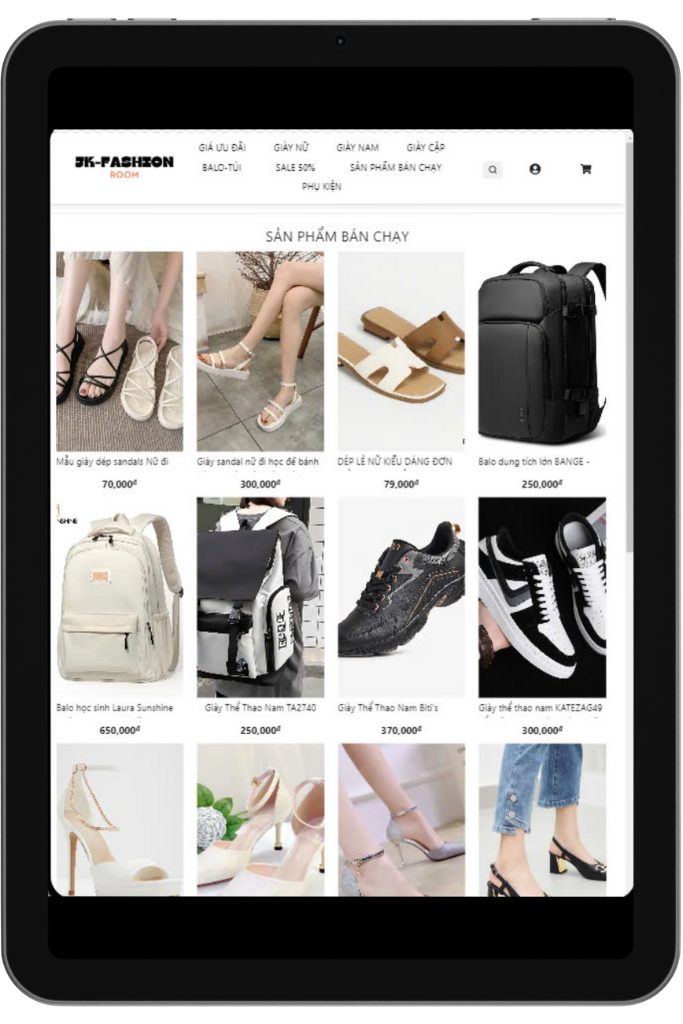 JK-FASHION
ROOM
GIÁ ƯU ĐÃI GIÀY NỮ GIÀY NAM GIÀY CẶP
BALO-TÚI SALE 50% SẢN PHẨM BÁN CHẠY
PHỤ KIỆN
SẢN PHẨM BÁN CHẠY
Mẫu giày dép sandals Nữ đi
Giày sandal nữ đi học đế bánh
DÉP LÊ NỮ KIỂU DÁNG ĐƠN
Balo dung tích lớn BANGE -
70,000đ
300,000đ
79,000đ
250,000đ
NSHINE
Balo học sinh Laura Sunshine
Giày Thể Thao Nam TA2740
Giày Thể Thao Nam Biti's
Giày thể thao nam KATEZAG49
650,000đ
250,000đ
370,000đ
300,000đ